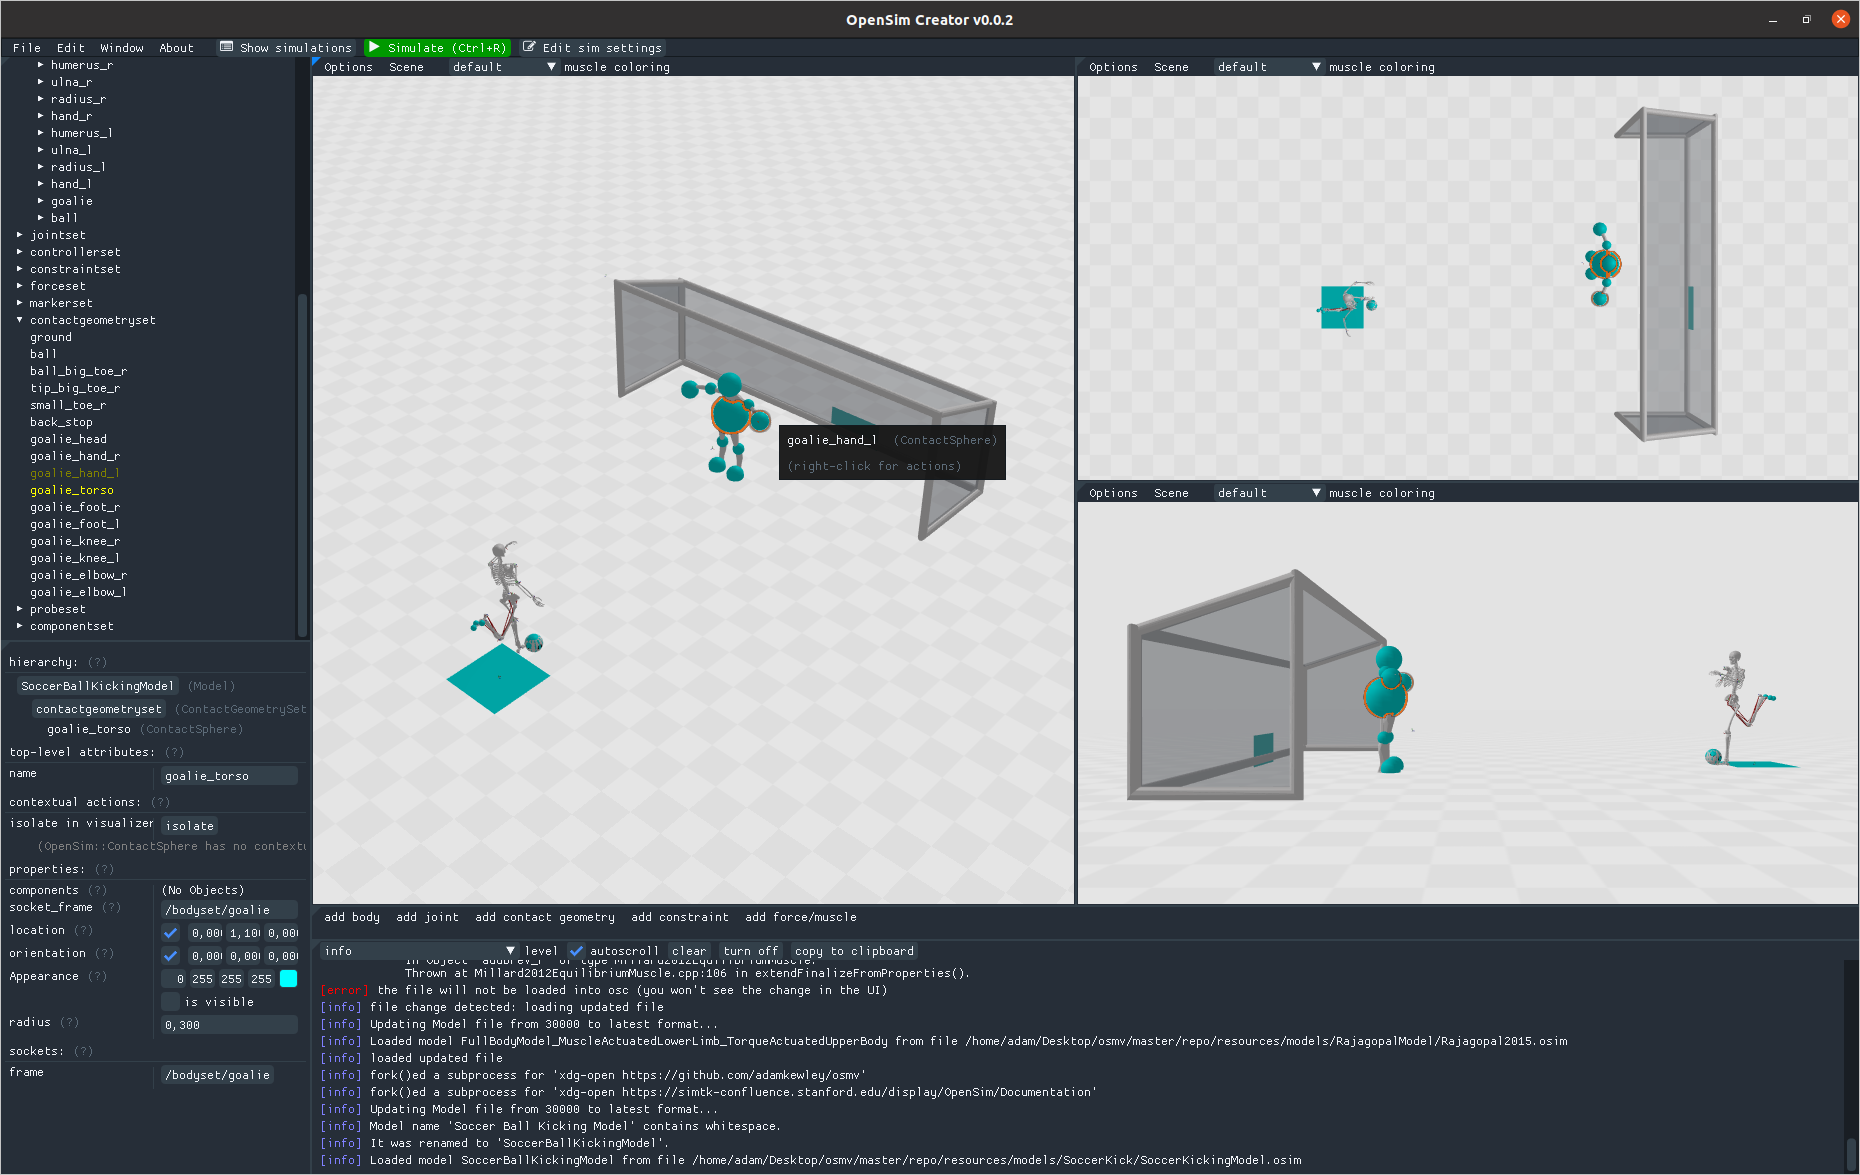 OpenSim Creator v0.0.2
File Edit Window About Show simulations Simulate (Ctrl+R) Edit sim settings
humerus_r
ulna_r
radius_r
hand_r
humerus_l
ulna_l
radius_l
hand_l
goalie
ball
jointset
controllerset
constraintset
forceset
markerset
contactgeometryset
ground
ball
ball_big_toe_r
tip_big_toe_r
small_toe_r
back_stop
goalie_head
goalie_hand_r
goalie_hand_l
goalie_torso
goalie_foot_r
goalie_foot_l
goalie_knee_r
goalie_knee_l
goalie_elbow_r
goalie_elbow_l
probeset
componentset
hierarchy: (?)
SoccerBallKickingModel (Model)
contactgeometryset (ContactGeometrySet
goalie_torso (ContactSphere)
top-level attributes: (?)
name goalie_torso
contextual actions: (?)
isolate in visualizer isolate
(OpenSim::ContactSphere has no contextu
properties: (?)
components (?) (No Objects)
socket_frame (?) /bodyset/goalie
location (?) 0,00 1,10 0,00
orientation (?) 0,00 0,00 0,00
Appearance (?) 0 255 255 255
is visible
radius (?) 0,300
sockets: (?)
frame /bodyset/goalie
Options Scene default muscle coloring
goalie_hand_l (ContactSphere)
(right-click for actions)
Options Scene default muscle coloring
Options Scene default muscle coloring
add body add joint add contact geometry add constraint add force/muscle
info level autoscroll clear turn off copy to clipboard
In Object 'addbrev_r' of type Millard2012EquilibriumMuscle.
Thrown at Millard2012EquilibriumMuscle.cpp:106 in extendFinalizeFromProperties().
[error] the file will not be loaded into osc (you won't see the change in the UI)
[info] file change detected: loading updated file
[info] Updating Model file from 30000 to latest format...
[info] Loaded model FullBodyModel_MuscleActuatedLowerLimb_TorqueActuatedUpperBody from file /home/adam/Desktop/osmv/master/repo/resources/models/RajagopalModel/Rajagopal2015.osim
[info] loaded updated file
[info] fork()ed a subprocess for 'xdg-open https://github.com/adamkewley/osmv'
[info] fork()ed a subprocess for 'xdg-open https://simtk-confluence.stanford.edu/display/OpenSim/Documentation'
[info] Updating Model file from 30000 to latest format...
[info] Model name 'Soccer Ball Kicking Model' contains whitespace.
[info] It was renamed to 'SoccerBallKickingModel'.
[info] Loaded model SoccerBallKickingModel from file /home/adam/Desktop/osmv/master/repo/resources/models/SoccerKick/SoccerKickingModel.osim